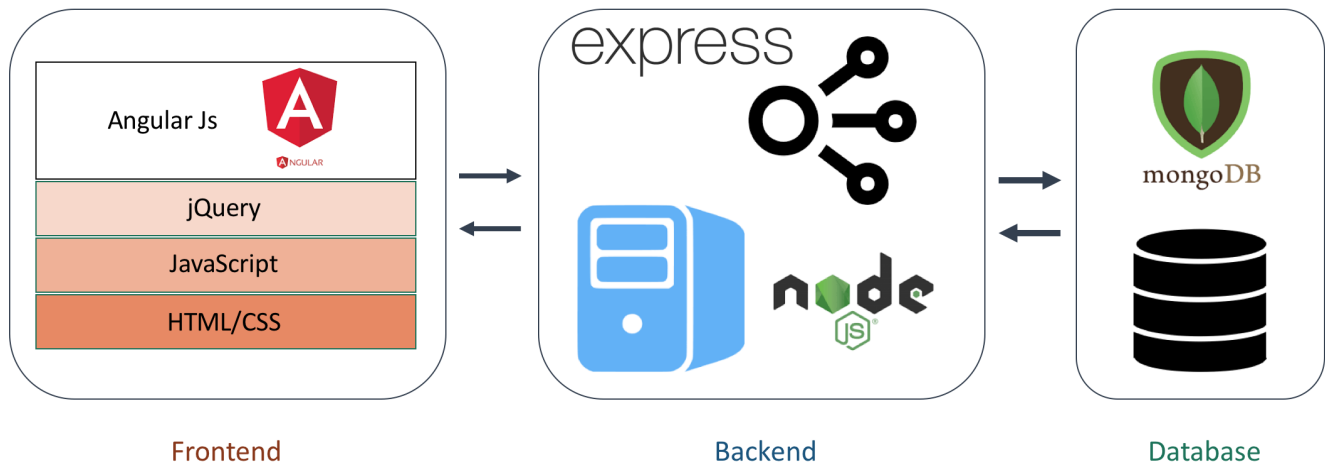 Angular Js
A
ANGULAR
jQuery
JavaScript
HTML/CSS
Frontend
express
node
JS®
Backend
mongoDB
Database